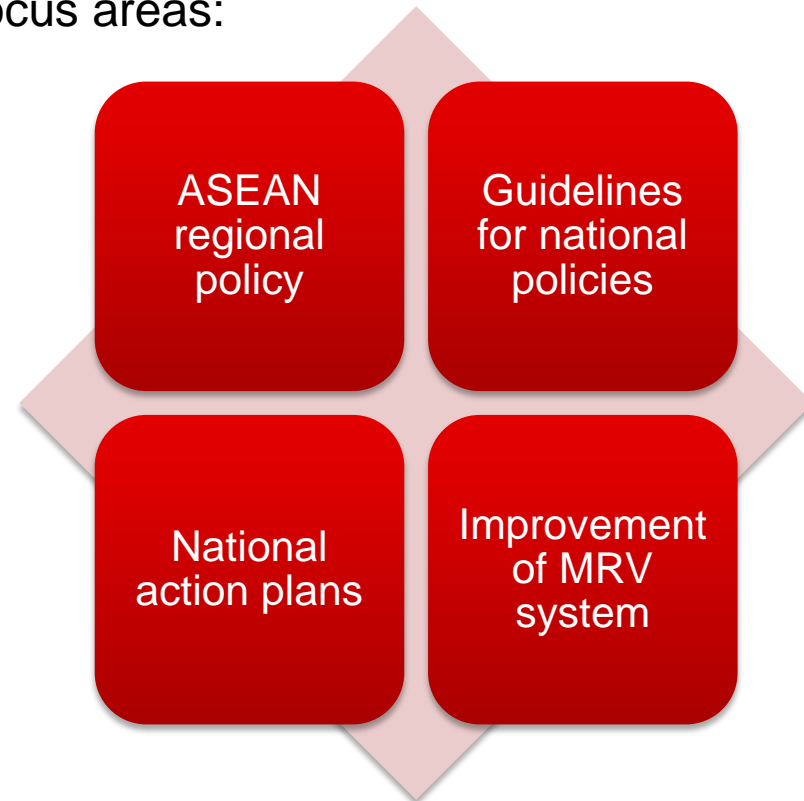 ocus areas:
ASEAN
regional
policy
Guidelines
for national
policies
National
action plans
Improvement
of MRV
system